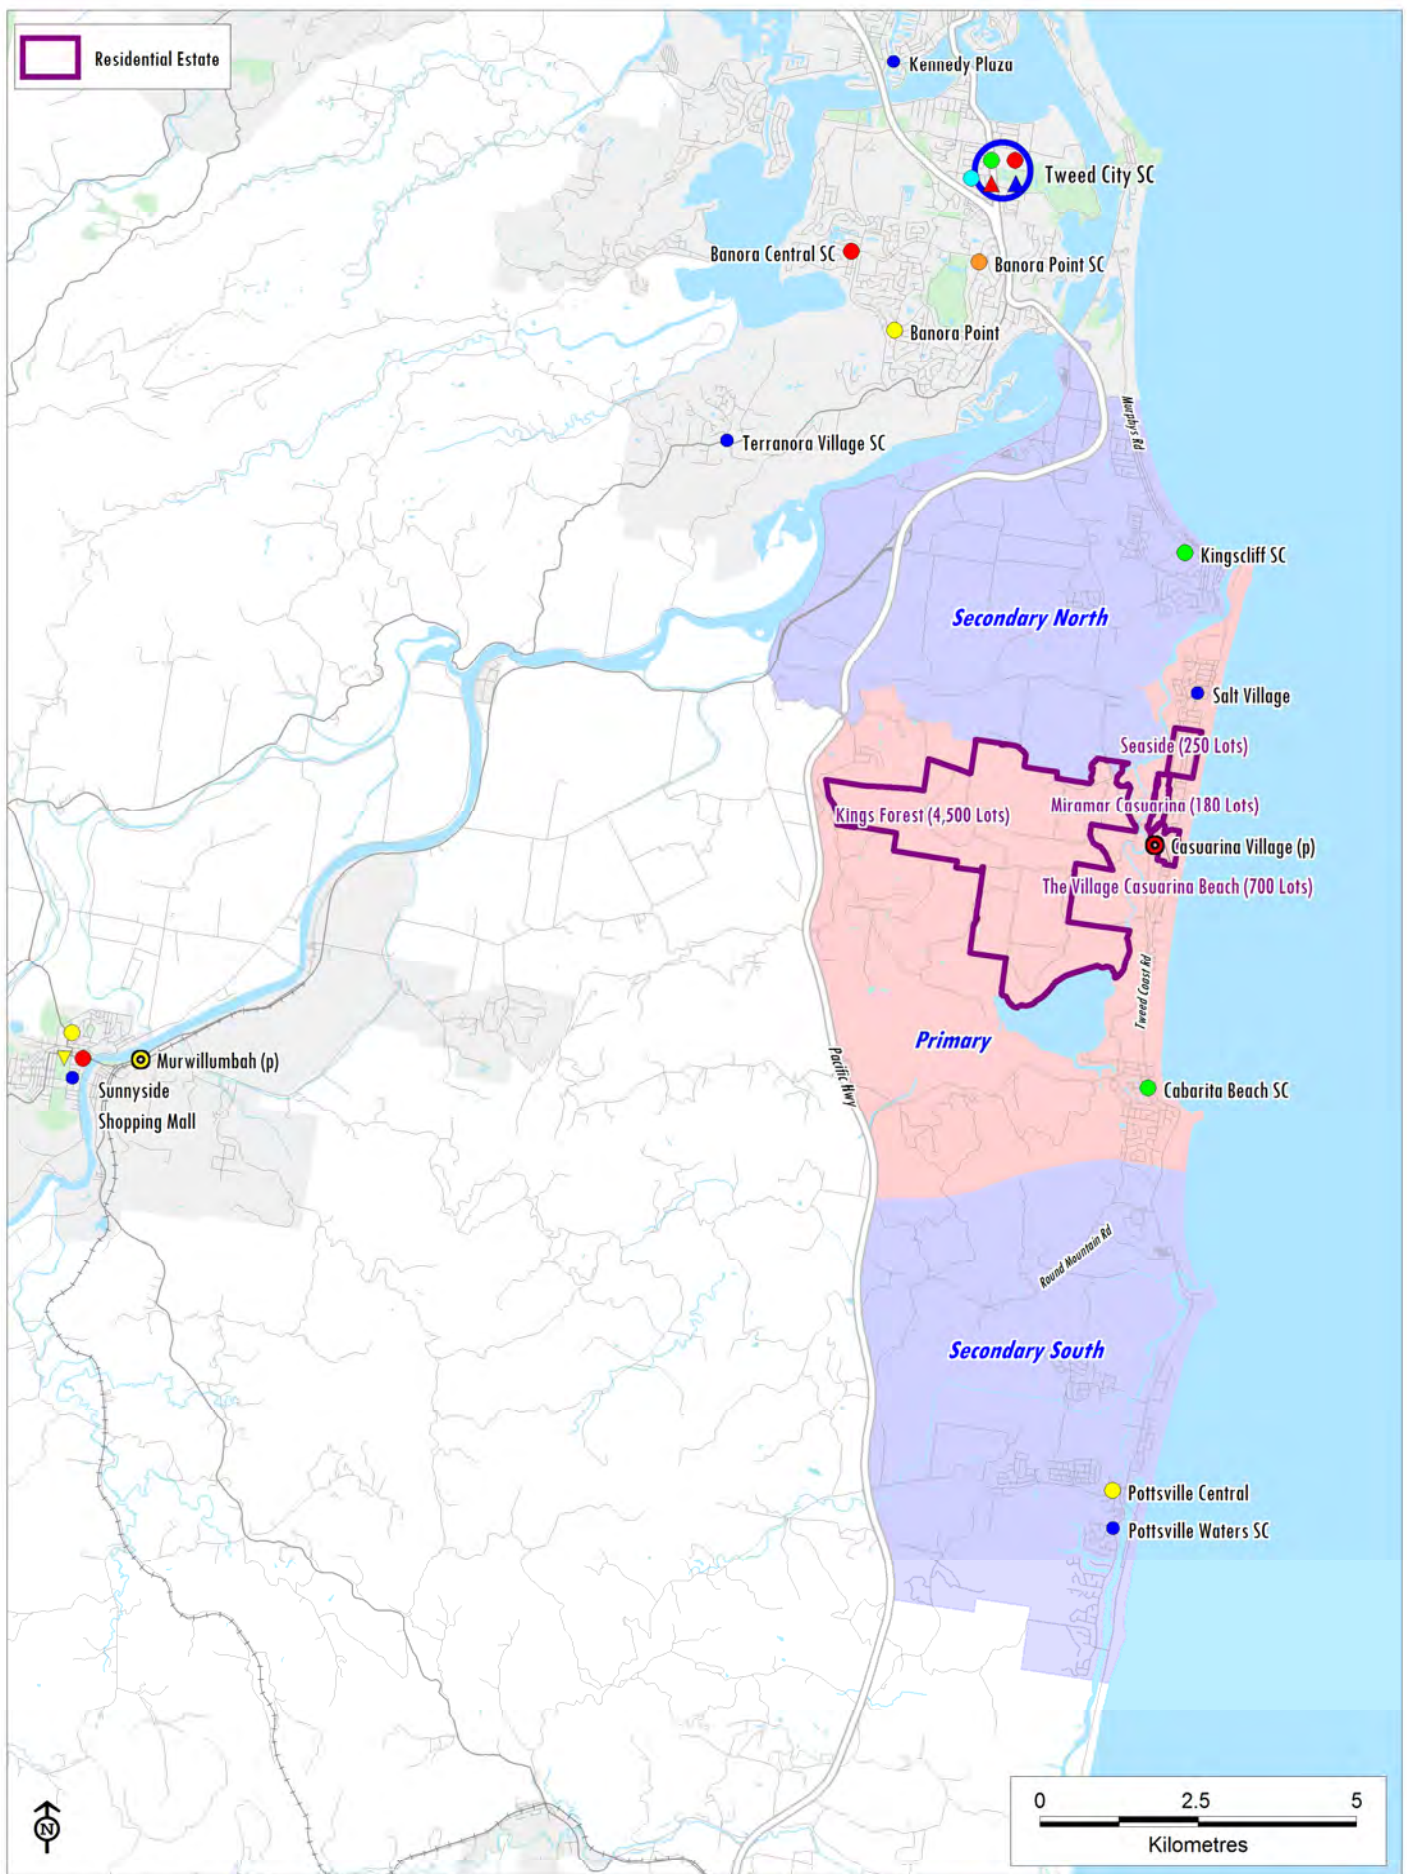 Residential Estate
Kennedy Plaza
Tweed City SC
Banora Central SC
Banora Point SC
Banora Point
Murphys Rd
Terranora Village SC
Kingscliff SC
Secondary North
Salt Village
Seaside (250 Lots)
Kings Forest (4,500 Lots)
Miramar Casuarina (180 Lots)
Casuarina Village (p)
The Village Casuarina Beach (700 Lots)
Tweed Coast Rd
Primary
Pacific Hwy
Murwillumbah (p)
Sunnyside
Shopping Mall
Cabarita Beach SC
Round Mountain Rd
Secondary South
Pottsville Central
Pottsville Waters SC
0 2.5 5
Kilometres
N